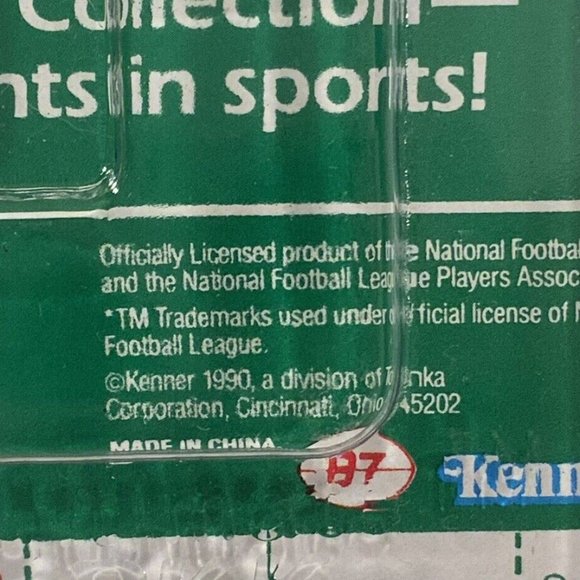 Collection
nts in sports!
Officially Licensed product of the National Footba
and the National Football League Players Assoc
*TM Trademarks used under official license of
Football League.
©Kenner 1990, a division of Tonka
Corporation, Cincinnati, Ohio 45202
MADE IN CHINA
Kenn